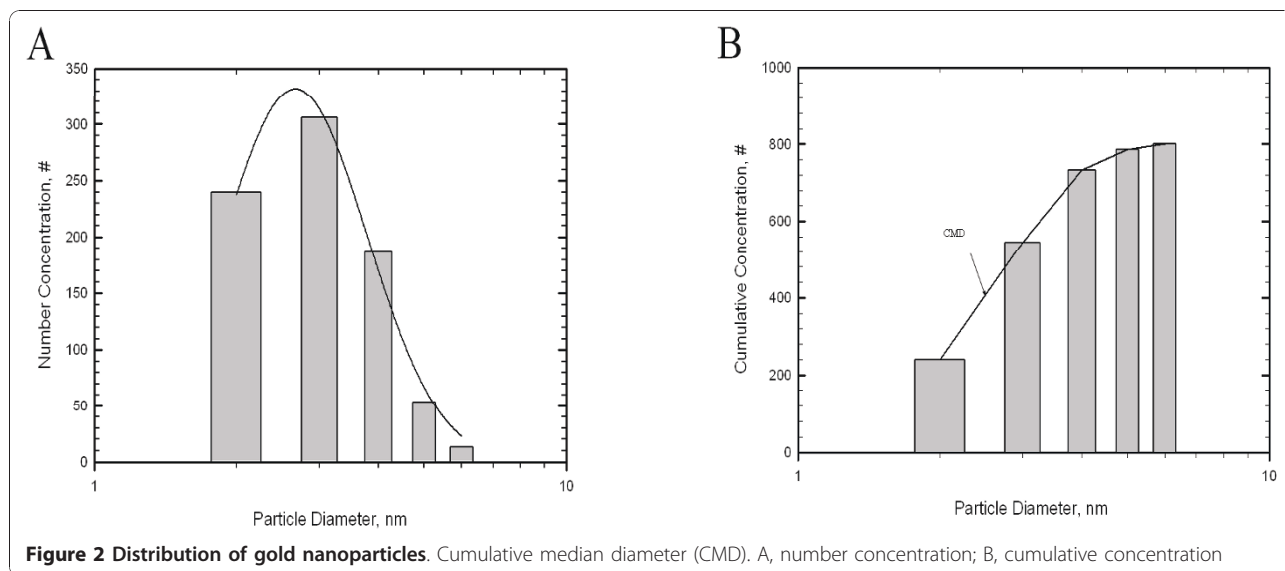 A
350
300
250
200
150
100
50
0
1
10
Number Concentration, #
Particle Diameter, nm
B
1000
800
600
400
200
0
1
10
Cumulative Concentration, #
CMD
Particle Diameter, nm
Figure 2 Distribution of gold nanoparticles. Cumulative median diameter (CMD). A, number concentration; B, cumulative concentration